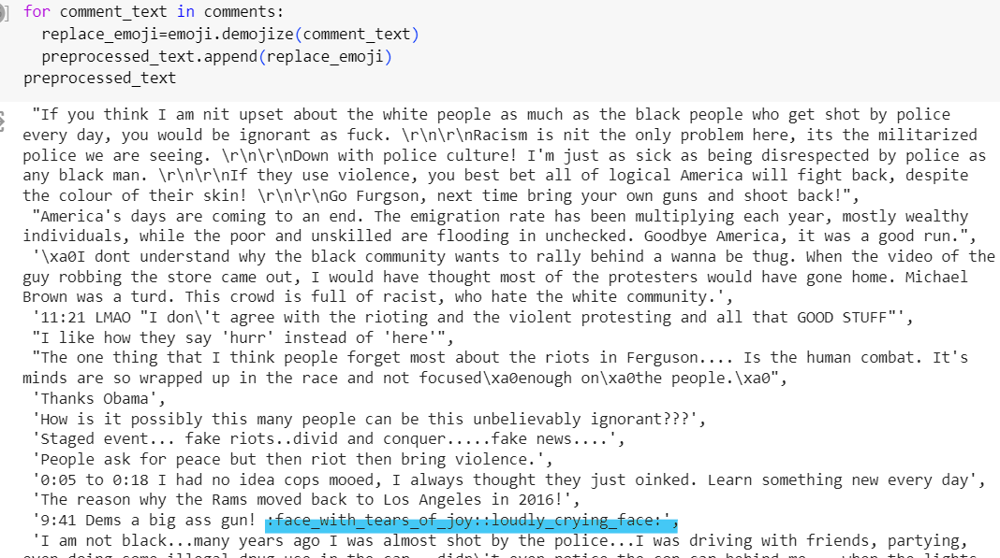 for comment_text in comments:
replace_emoji=emoji.demojize(comment_text)
preprocessed_text.append(replace_emoji)
preprocessed_text
"If you think I am nit upset about the white people as much as the black people who get shot by police
every day, you would be ignorant as fuck. \r\n\r\nRacism is nit the only problem here, its the militarized
police we are seeing. \r\n\r\nDown with police culture! I'm just as sick as being disrespected by police as
any black man. \r\n\r\nIf they use violence, you best bet all of logical America will fight back, despite
the colour of their skin! \r\n\r\nGo Furgson, next time bring your own guns and shoot back!",
"America's days are coming to an end. The emigration rate has been multiplying each year, mostly wealthy
individuals, while the poor and unskilled are flooding in unchecked. Goodbye America, it was a good run.",
'\xa0I dont understand why the black community wants to rally behind a wanna be thug. When the video of the
guy robbing the store came out, I would have thought most of the protesters would have gone home. Michael
Brown was a turd. This crowd is full of racist, who hate the white community.',
'11:21 LMAO "I don\'t agree with the rioting and the violent protesting and all that GOOD STUFF"',
"I like how they say 'hurr' instead of 'here'",
"The one thing that I think people forget most about the riots in Ferguson.... Is the human combat. It's
minds are so wrapped up in the race and not focused\xa0enough on\xa0the people.\xa0",
'Thanks Obama',
'How is it possibly this many people can be this unbelievably ignorant???',
'Staged event... fake riots..divid and conquer.....fake news....',
'People ask for peace but then riot then bring violence.',
'0:05 to 0:18 I had no idea cops mooed, I always thought they just oinked. Learn something new every day',
'The reason why the Rams moved back to Los Angeles in 2016!',
'9:41 Dems a big ass gun! :face_with_tears_of_joy::loudly_crying_face:',
'I am not black...many years ago I was almost shot by the police...I was driving with friends, partying,